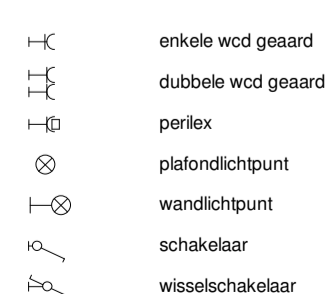 enkele wcd geaard
dubbele wcd geaard
perilex
plafondlichtpunt
wandlichtpunt
schakelaar
wisselschakelaar